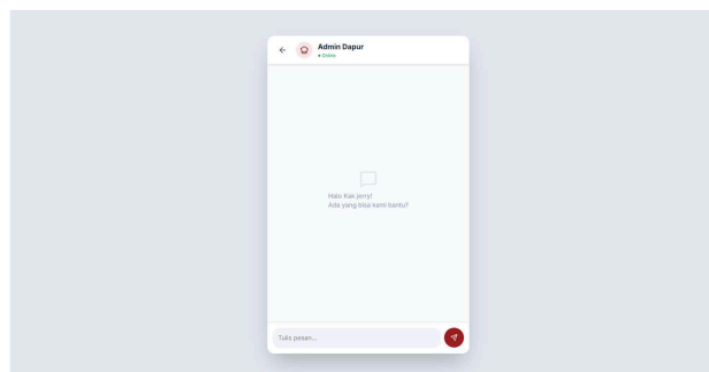 Admin Dapur
Online
Halo Kak jerry!
Ada yang bisa kami bantu?
Tulis pesan...